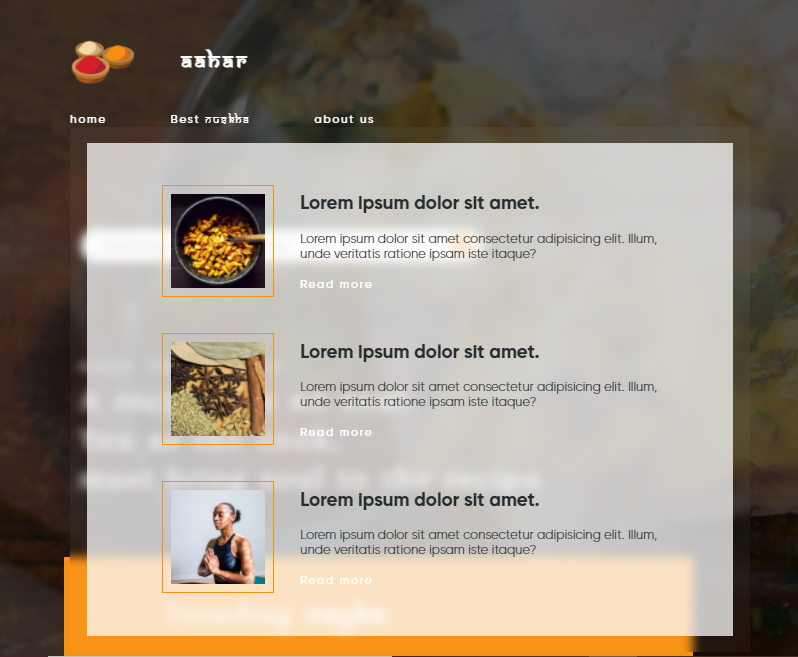 aahar
home
Best nuskha
about us
Lorem ipsum dolor sit amet.
Lorem ipsum dolor sit amet consectetur adipisicing elit. Illum,
unde veritatis ratione ipsam iste itaque?
Read more
Lorem ipsum dolor sit amet.
Lorem ipsum dolor sit amet consectetur adipisicing elit. Illum,
unde veritatis ratione ipsam iste itaque?
Read more
Lorem ipsum dolor sit amet.
Lorem ipsum dolor sit amet consectetur adipisicing elit. Illum,
unde veritatis ratione ipsam iste itaque?
Read more